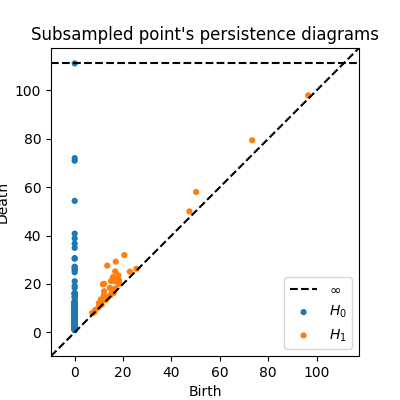 Subsampled point's persistence diagrams
100
80
60
40
20
0
Death
0 20 40 60 80 100
Birth
∞
H₀
H₁